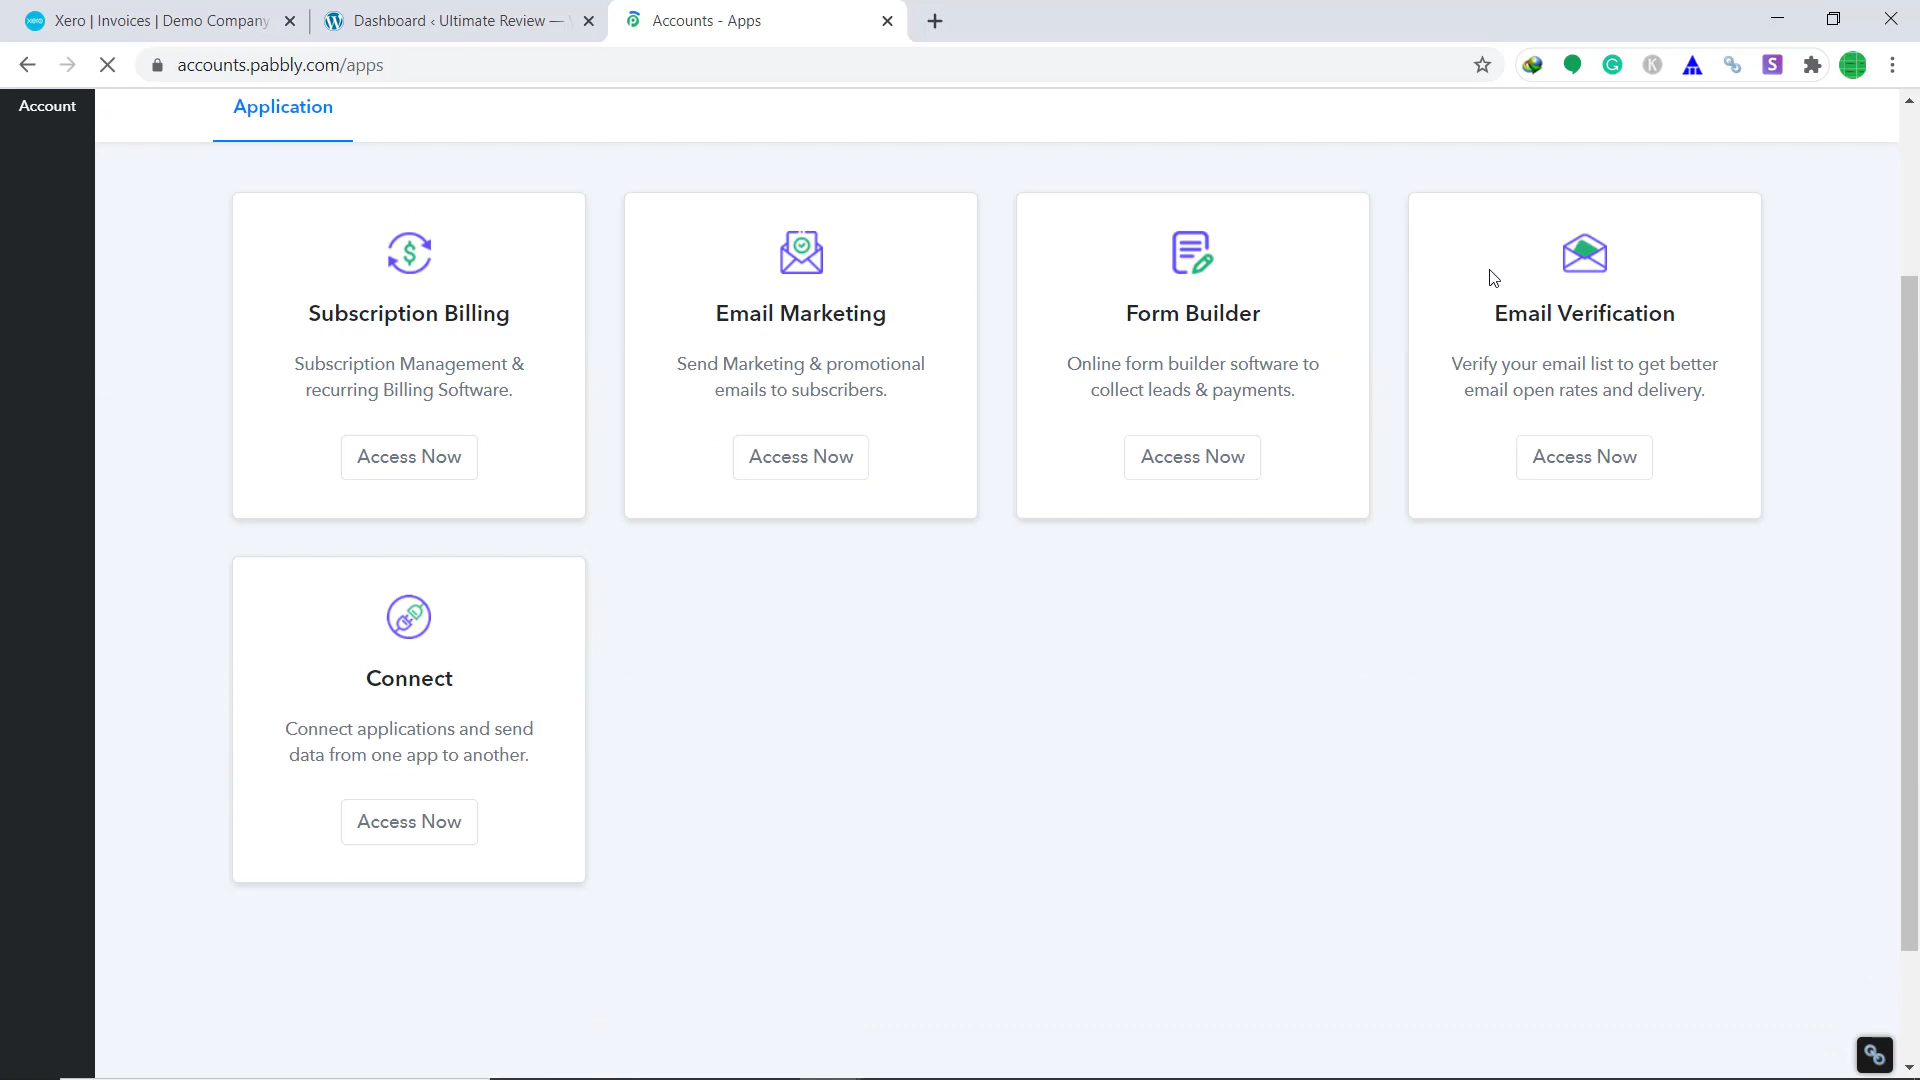 Xero | Invoices | Demo Company
Dashboard ‹ Ultimate Review —
Accounts - Apps
accounts.pabbly.com/apps
Account
Application
Subscription Billing
Subscription Management &
recurring Billing Software.
Access Now
Email Marketing
Send Marketing & promotional
emails to subscribers.
Access Now
Form Builder
Online form builder software to
collect leads & payments.
Access Now
Email Verification
Verify your email list to get better
email open rates and delivery.
Access Now
Connect
Connect applications and send
data from one app to another.
Access Now